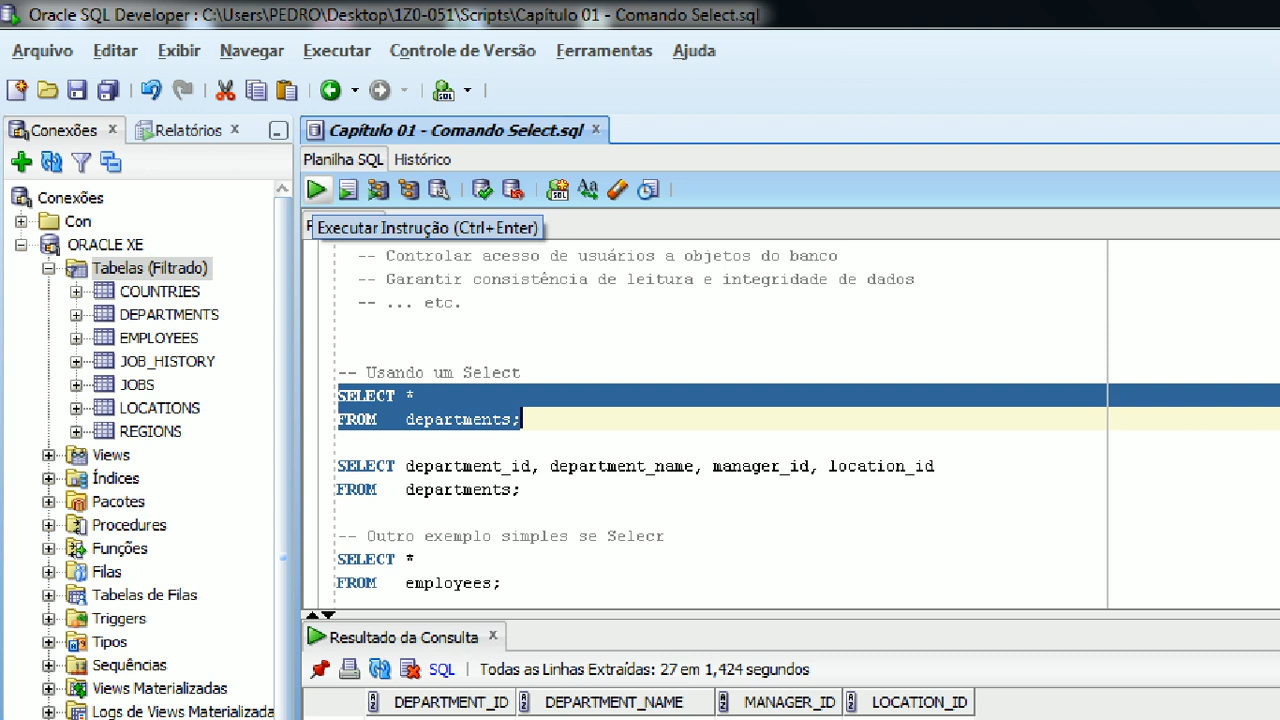 Oracle SQL Developer : C:\Users\PEDRO\Desktop\1Z0-051\Scripts\Capítulo 01 - Comando Select.sql
Arquivo Editar Exibir Navegar Executar Controle de Versão Ferramentas Ajuda
Conexões
Relatórios
Conexões
Con
ORACLE XE
Tabelas (Filtrado)
COUNTRIES
DEPARTMENTS
EMPLOYEES
JOB_HISTORY
JOBS
LOCATIONS
REGIONS
Views
Índices
Pacotes
Procedures
Funções
Filas
Tabelas de Filas
Triggers
Tipos
Sequências
Views Materializadas
Logs de Views Materializada
Capítulo 01 - Comando Select.sql
Planilha SQL Histórico
Executar Instrução (Ctrl+Enter)
-- Controlar acesso de usuários a objetos do banco
-- Garantir consistência de leitura e integridade de dados
-- ... etc.
-- Usando um Select
SELECT *
FROM departments;
SELECT department_id, department_name, manager_id, location_id
FROM departments;
-- Outro exemplo simples se Selecr
SELECT *
FROM employees;
Resultado da Consulta
SQL | Todas as Linhas Extraídas: 27 em 1,424 segundos
DEPARTMENT_ID DEPARTMENT_NAME MANAGER_ID LOCATION_ID